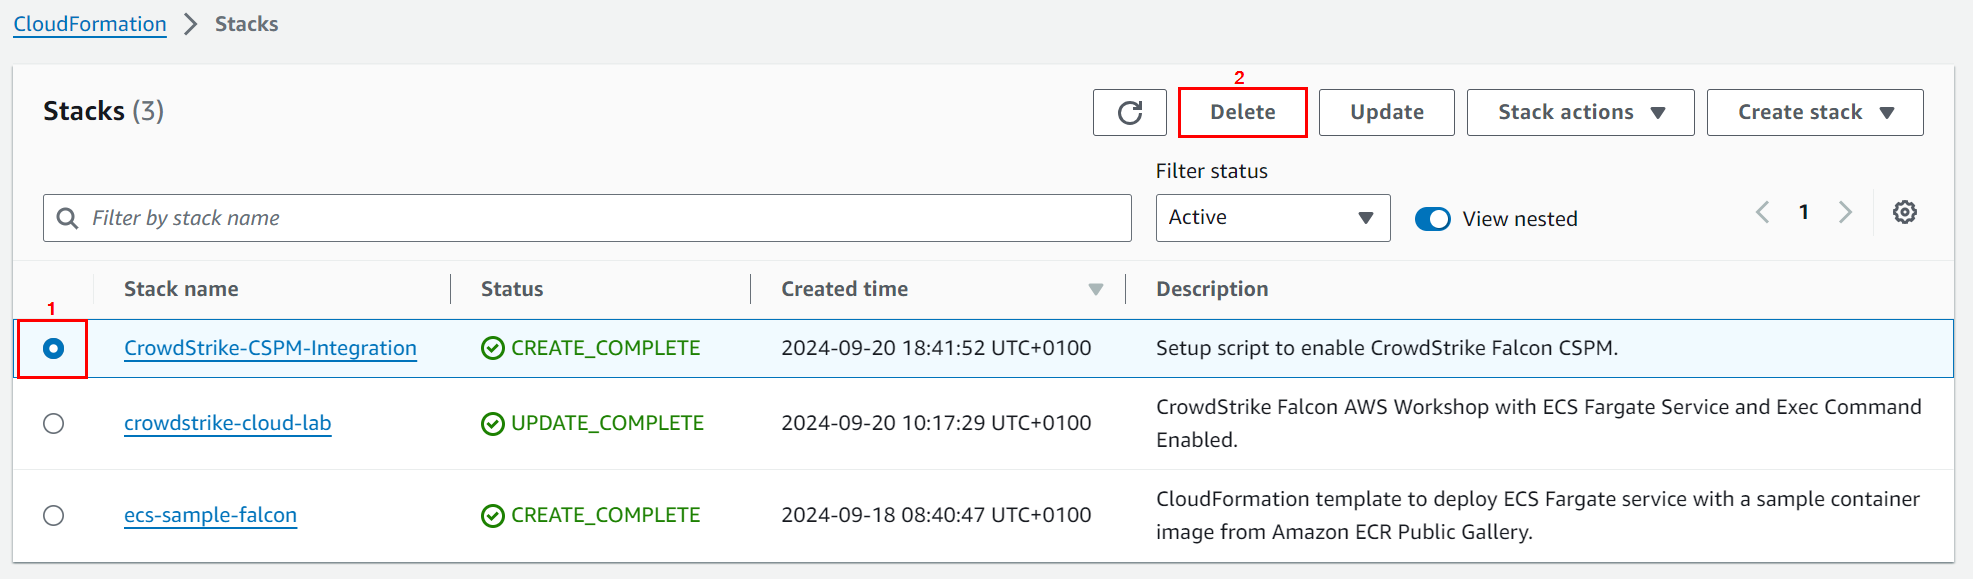 CloudFormation > Stacks
2
Stacks (3)
Delete
Update
Stack actions
Create stack
Filter status
Filter by stack name
Active
View nested
1
Stack name
Status
Created time
Description
1
CrowdStrike-CSPM-Integration
CREATE_COMPLETE
2024-09-20 18:41:52 UTC+0100
Setup script to enable CrowdStrike Falcon CSPM.
crowdstrike-cloud-lab
UPDATE_COMPLETE
2024-09-20 10:17:29 UTC+0100
CrowdStrike Falcon AWS Workshop with ECS Fargate Service and Exec Command
Enabled.
ecs-sample-falcon
CREATE_COMPLETE
2024-09-18 08:40:47 UTC+0100
CloudFormation template to deploy ECS Fargate service with a sample container
image from Amazon ECR Public Gallery.